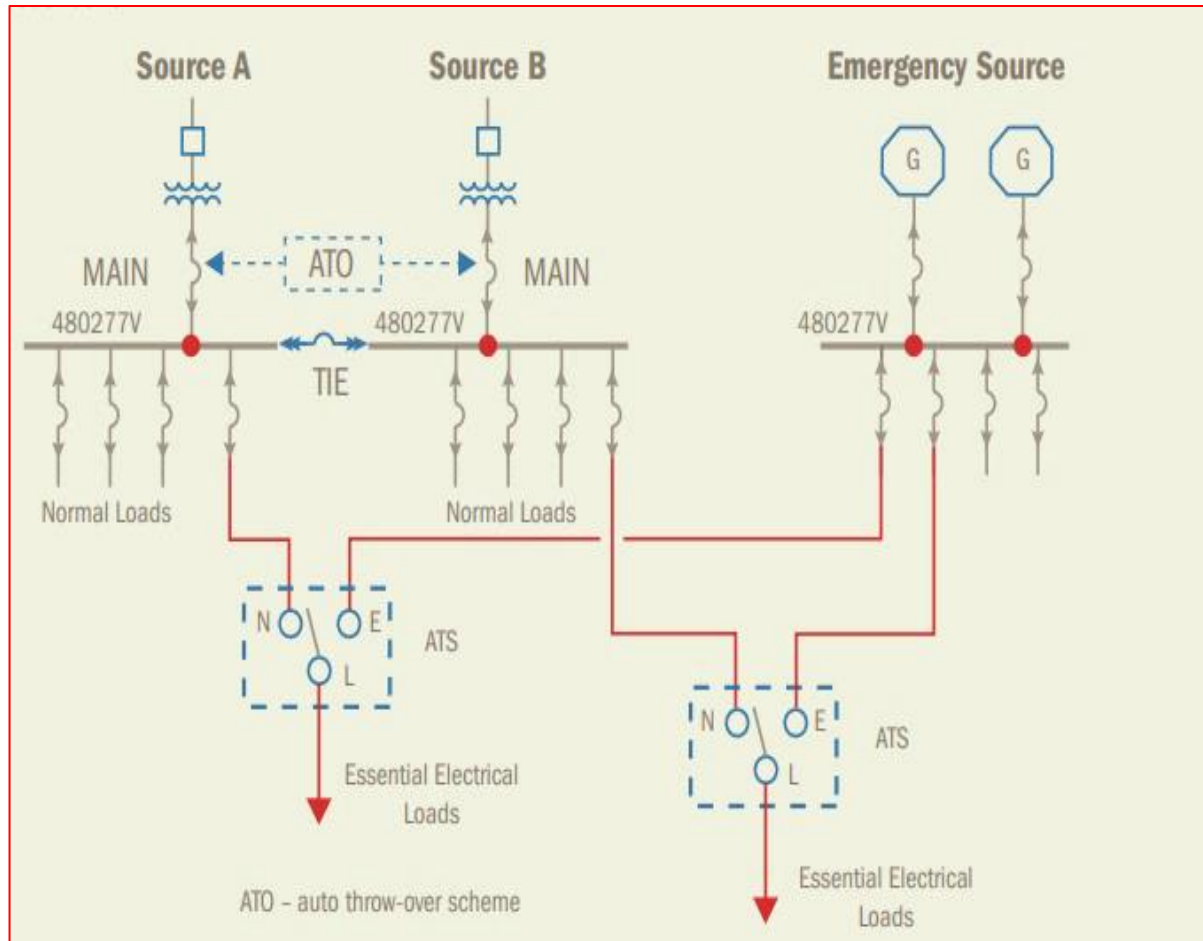 Source A
Source B
Emergency Source
G
G
MAIN
ATO
MAIN
480277V
480277V
480277V
TIE
Normal Loads
Normal Loads
N
E
L
ATS
N
E
L
ATS
Essential Electrical
Loads
Essential Electrical
Loads
ATO – auto throw-over scheme